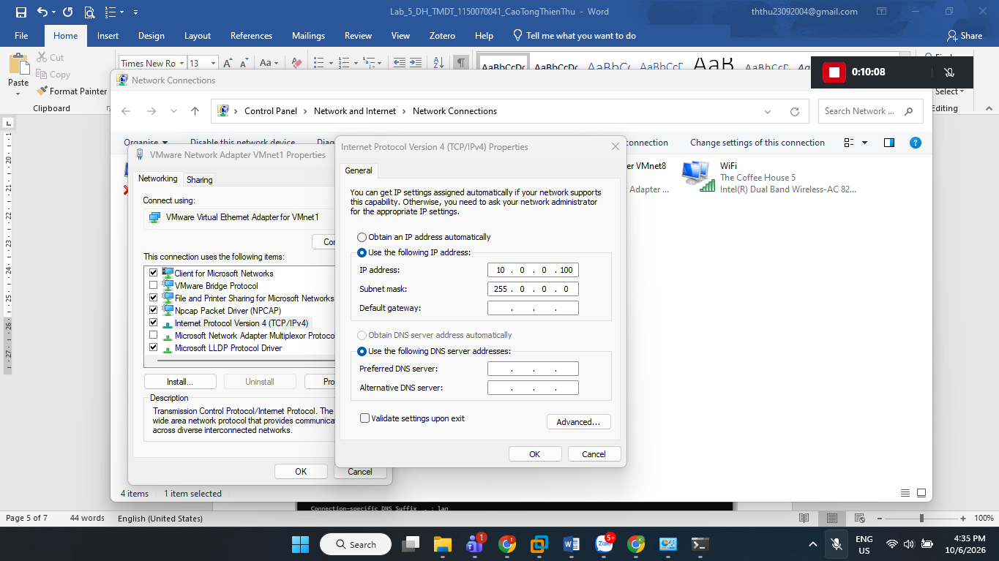 Lab_5_DH_TMDT_1150070041_CaoTongThienThu - Word
ththu23092004@gmail.com
File Home Insert Design Layout References Mailings Review View Zotero Help Tell me what you want to do Share
Cut
Copy
Paste
Format Painter
Clipboard
Times New Ro 13
Aa
AaBbCcDc AaBbCcDc AaBbCc AaBbCcD AaB AaBbCcD
0:10:08
Select
Editing
Network Connections
Control Panel > Network and Internet > Network Connections
Search Network ...
Organise Disable this network device Diag
connection Change settings of this connection
er VMnet8
Adapter ...
WiFi
The Coffee House 5
Intel(R) Dual Band Wireless-AC 82...
VMware Network Adapter VMnet1 Properties
Networking Sharing
Connect using:
VMware Virtual Ethernet Adapter for VMnet1
Con
This connection uses the following items:
Client for Microsoft Networks
VMware Bridge Protocol
File and Printer Sharing for Microsoft Networks
Npcap Packet Driver (NPCAP)
Internet Protocol Version 4 (TCP/IPv4)
Microsoft Network Adapter Multiplexor Protoco
Microsoft LLDP Protocol Driver
Install... Uninstall Pro
Description
Transmission Control Protocol/Internet Protocol. The
wide area network protocol that provides communica
across diverse interconnected networks.
OK Cancel
Internet Protocol Version 4 (TCP/IPv4) Properties
General
You can get IP settings assigned automatically if your network supports
this capability. Otherwise, you need to ask your network administrator
for the appropriate IP settings.
Obtain an IP address automatically
Use the following IP address:
IP address: 10 . 0 . 0 . 100
Subnet mask: 255 . 0 . 0 . 0
Default gateway: . . .
Obtain DNS server address automatically
Use the following DNS server addresses:
Preferred DNS server: . . .
Alternative DNS server: . . .
Validate settings upon exit
Advanced...
OK Cancel
4 items 1 item selected
Connection-specific DNS Suffix . : lan
Page 5 of 7 44 words English (United States) 100%
Search
1
5+
Zalo
ENG
US
4:35 PM
10/6/2026